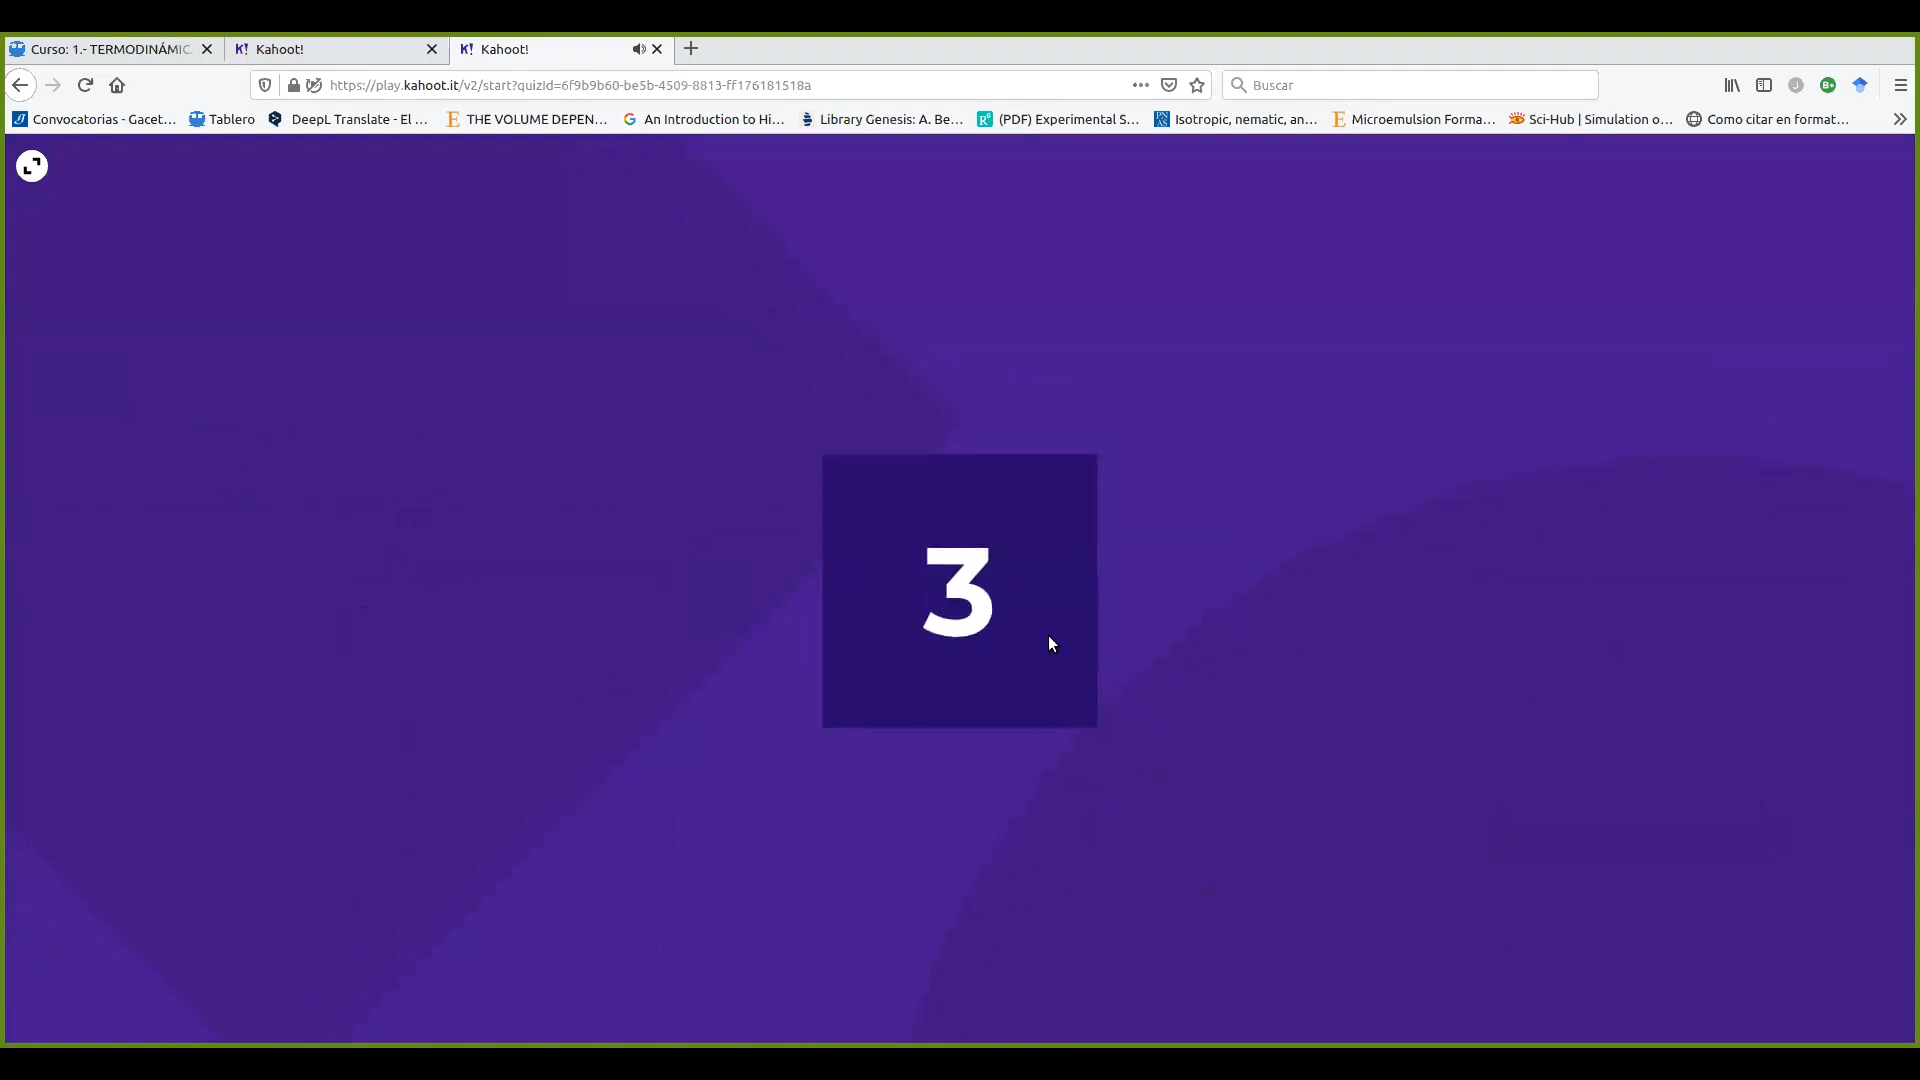 Curso: 1.- TERMODINÁMIC
K! Kahoot!
K! Kahoot!
https://play.kahoot.it/v2/start?quizId=6f9b9b60-be5b-4509-8813-ff176181518a
Buscar
Convocatorias - Gacet…
Tablero
DeepL Translate - El …
THE VOLUME DEPEN…
An Introduction to Hi…
Library Genesis: A. Be…
(PDF) Experimental S…
Isotropic, nematic, an…
Microemulsion Forma…
Sci-Hub | Simulation o…
Como citar en format…
3